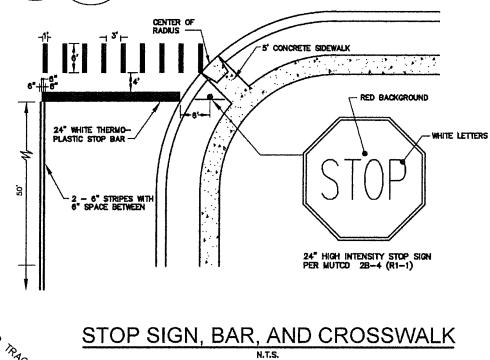 CENTER OF
RADIUS
1'
3'
6'
5' CONCRETE SIDEWALK
4'
6"
6"
6"
RED BACKGROUND
WHITE LETTERS
24" WHITE THERMO-
PLASTIC STOP BAR
STOP
50'
2 - 6" STRIPES WITH
6" SPACE BETWEEN
24" HIGH INTENSITY STOP SIGN
PER MUTCD 2B-4 (R1-1)
STOP SIGN, BAR, AND CROSSWALK
N.T.S.